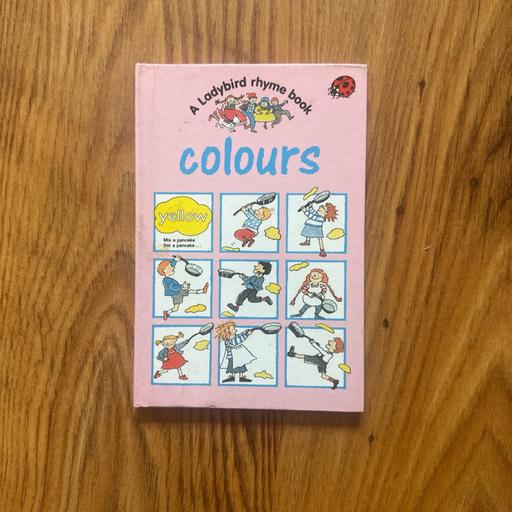 A Ladybird rhyme book
colours
yellow
Mix a pancake
Stir a pancake...